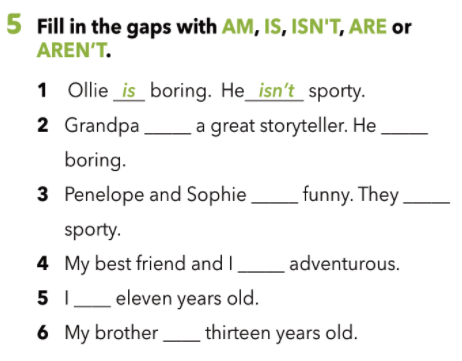 5 Fill in the gaps with AM, IS, ISN'T, ARE or
AREN'T.
1 Ollie is boring. He isn't sporty.
2 Grandpa _____ a great storyteller. He _____
boring.
3 Penelope and Sophie _____ funny. They _____
sporty.
4 My best friend and I _____ adventurous.
5 I ____ eleven years old.
6 My brother ____ thirteen years old.